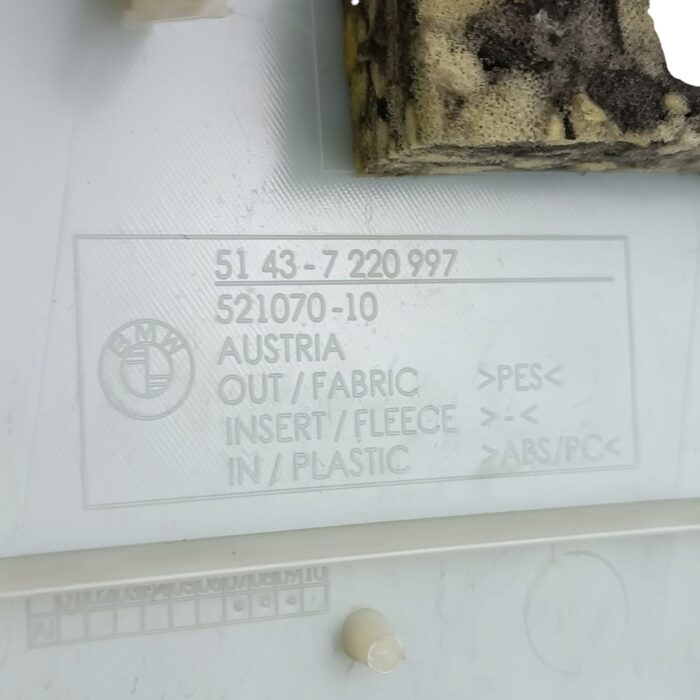 51 43-7 220 997
521070-10
BMW
AUSTRIA
OUT / FABRIC >PES<
INSERT / FLEECE >-<
IN / PLASTIC >ABS/PC<